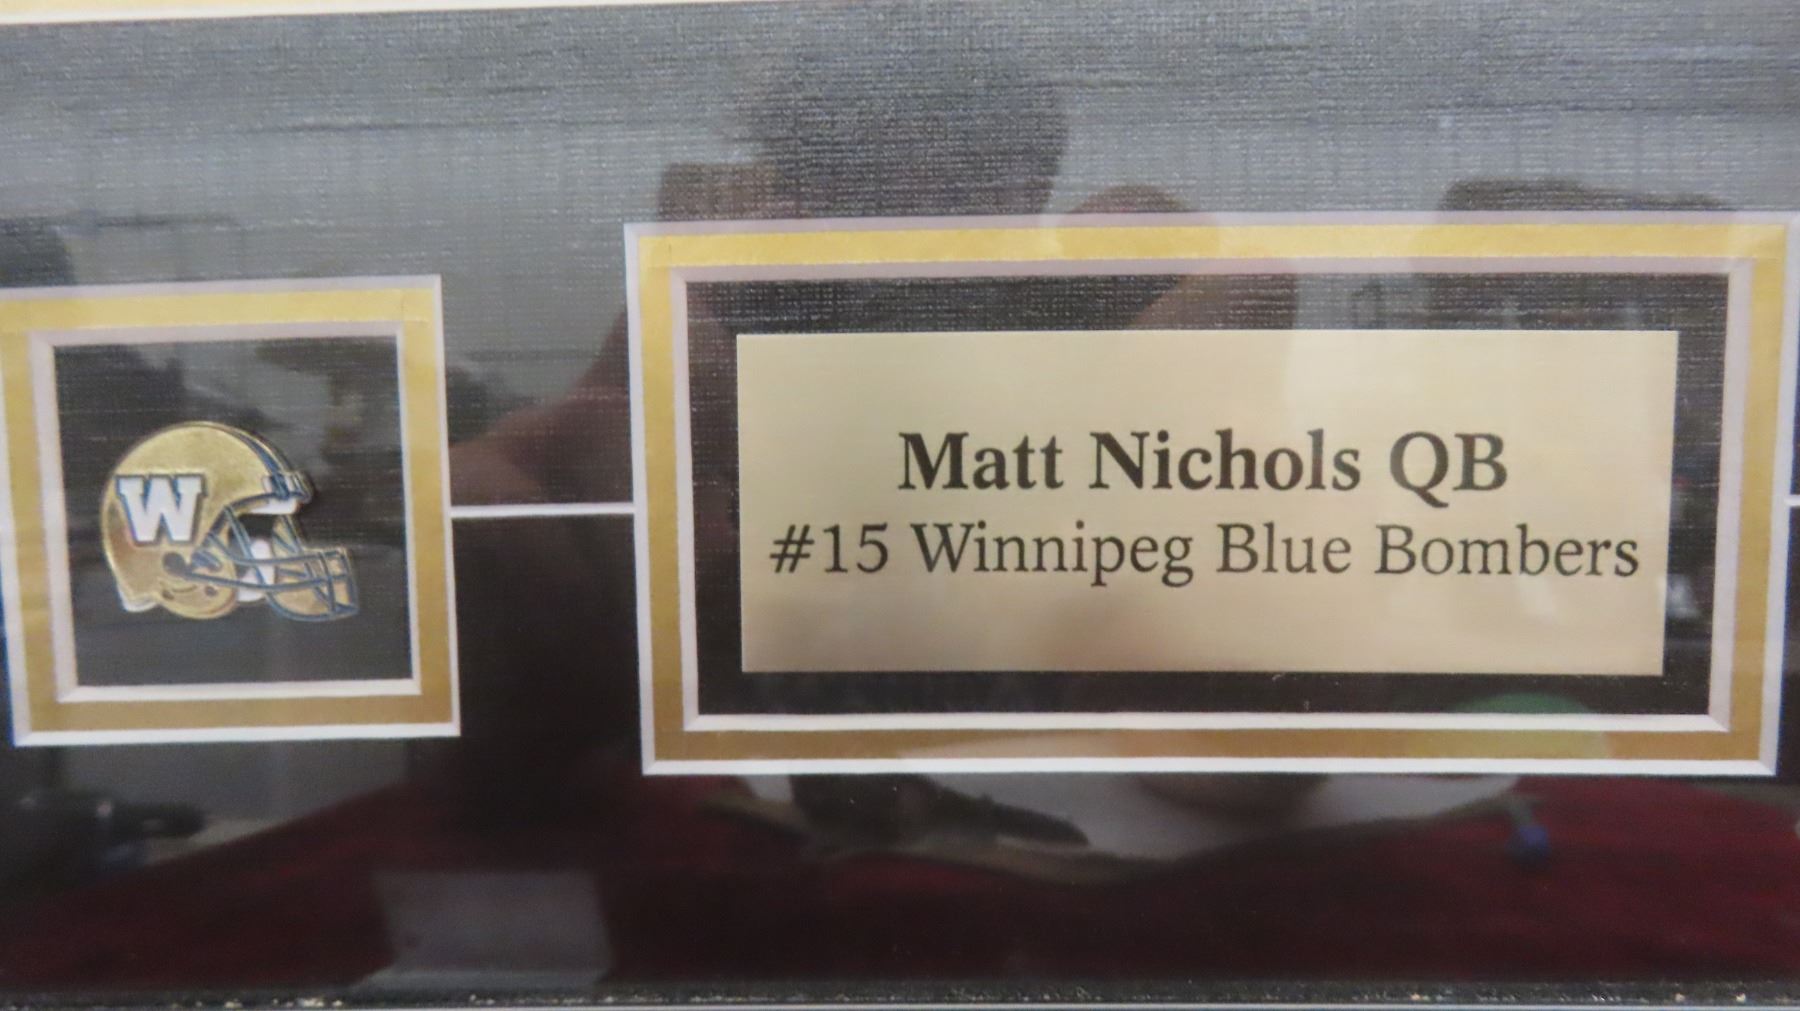 W
Matt Nichols QB
#15 Winnipeg Blue Bombers